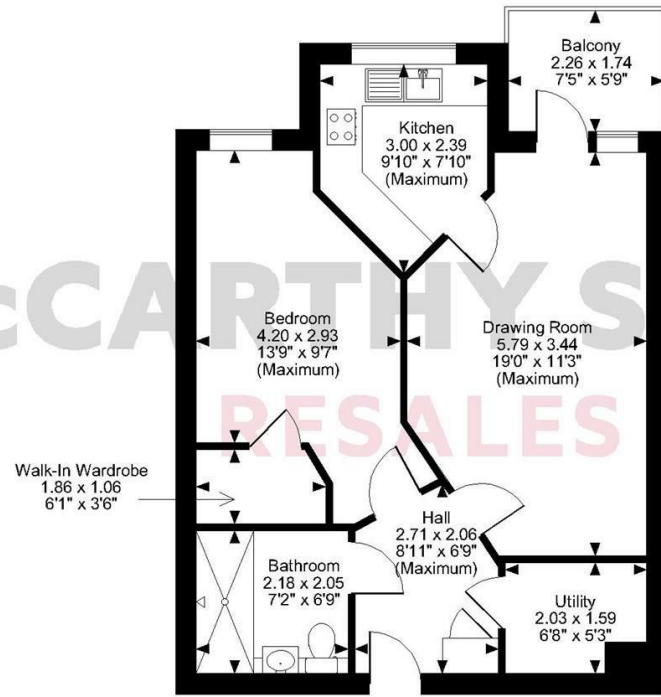 Balcony
2.26 x 1.74
7'5" x 5'9"
Kitchen
3.00 x 2.39
9'10" x 7'10"
(Maximum)
Bedroom
4.20 x 2.93
13'9" x 9'7"
(Maximum)
Drawing Room
5.79 x 3.44
19'0" x 11'3"
(Maximum)
cCARTHY S
RESALES
Walk-In Wardrobe
1.86 x 1.06
6'1" x 3'6"
Hall
2.71 x 2.06
8'11" x 6'9"
(Maximum)
Bathroom
2.18 x 2.05
7'2" x 6'9"
Utility
2.03 x 1.59
6'8" x 5'3"